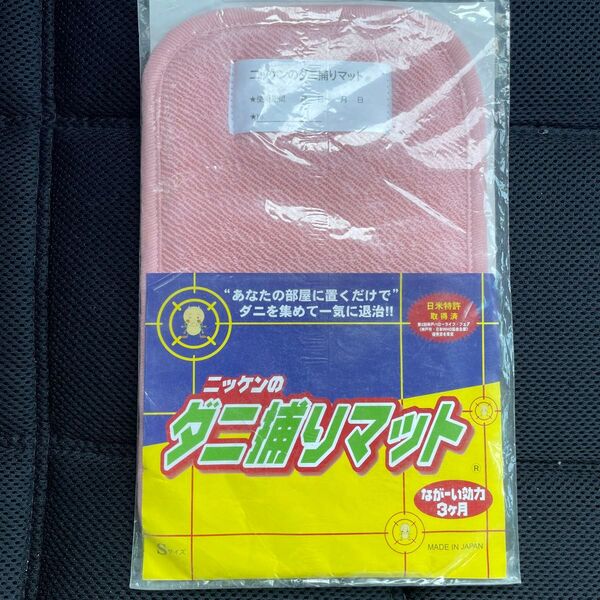 ニッケンのダニ捕りマット®
★使用期間 年 月 日
"あなたの部屋に置くだけで"
ダニを集めて一気に退治!!
日米特許
取得済
ニッケンの
ダニ捕りマット
®
ながーい効力
3ヶ月
Sサイズ
MADE IN JAPAN